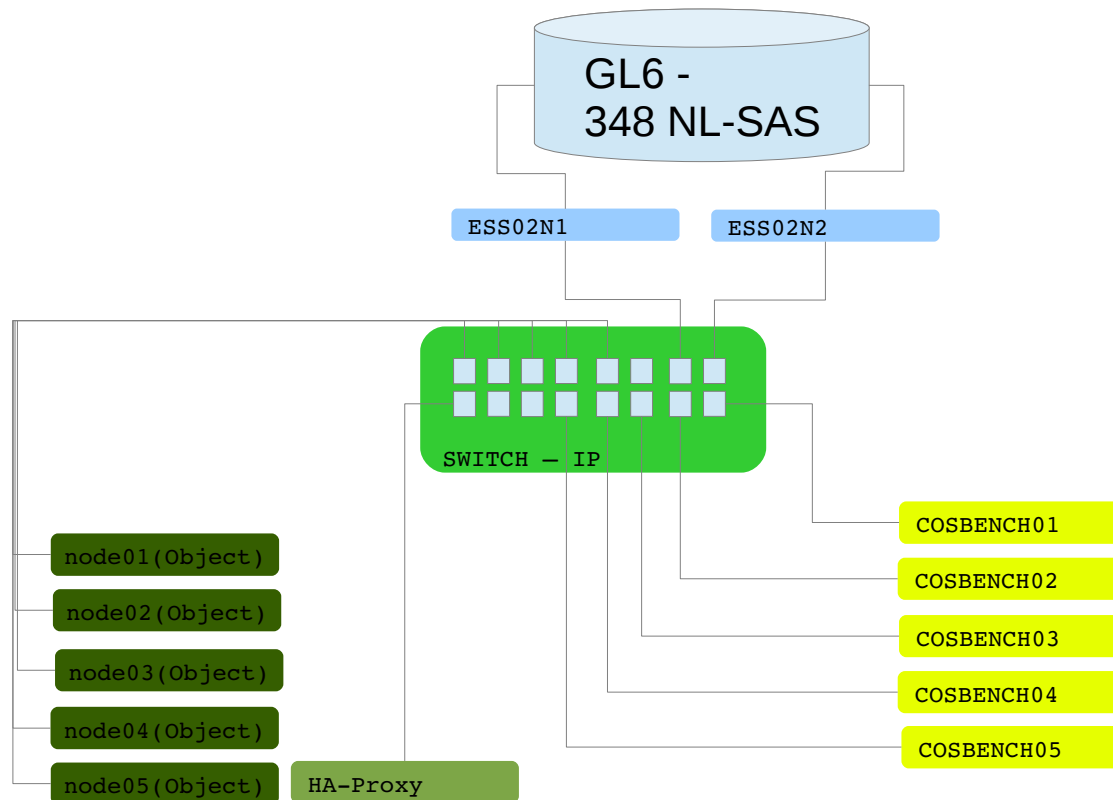 GL6 -
348 NL-SAS
ESS02N1
ESS02N2
SWITCH – IP
node01(Object)
node02(Object)
node03(Object)
node04(Object)
node05(Object)
HA-Proxy
COSBENCH01
COSBENCH02
COSBENCH03
COSBENCH04
COSBENCH05